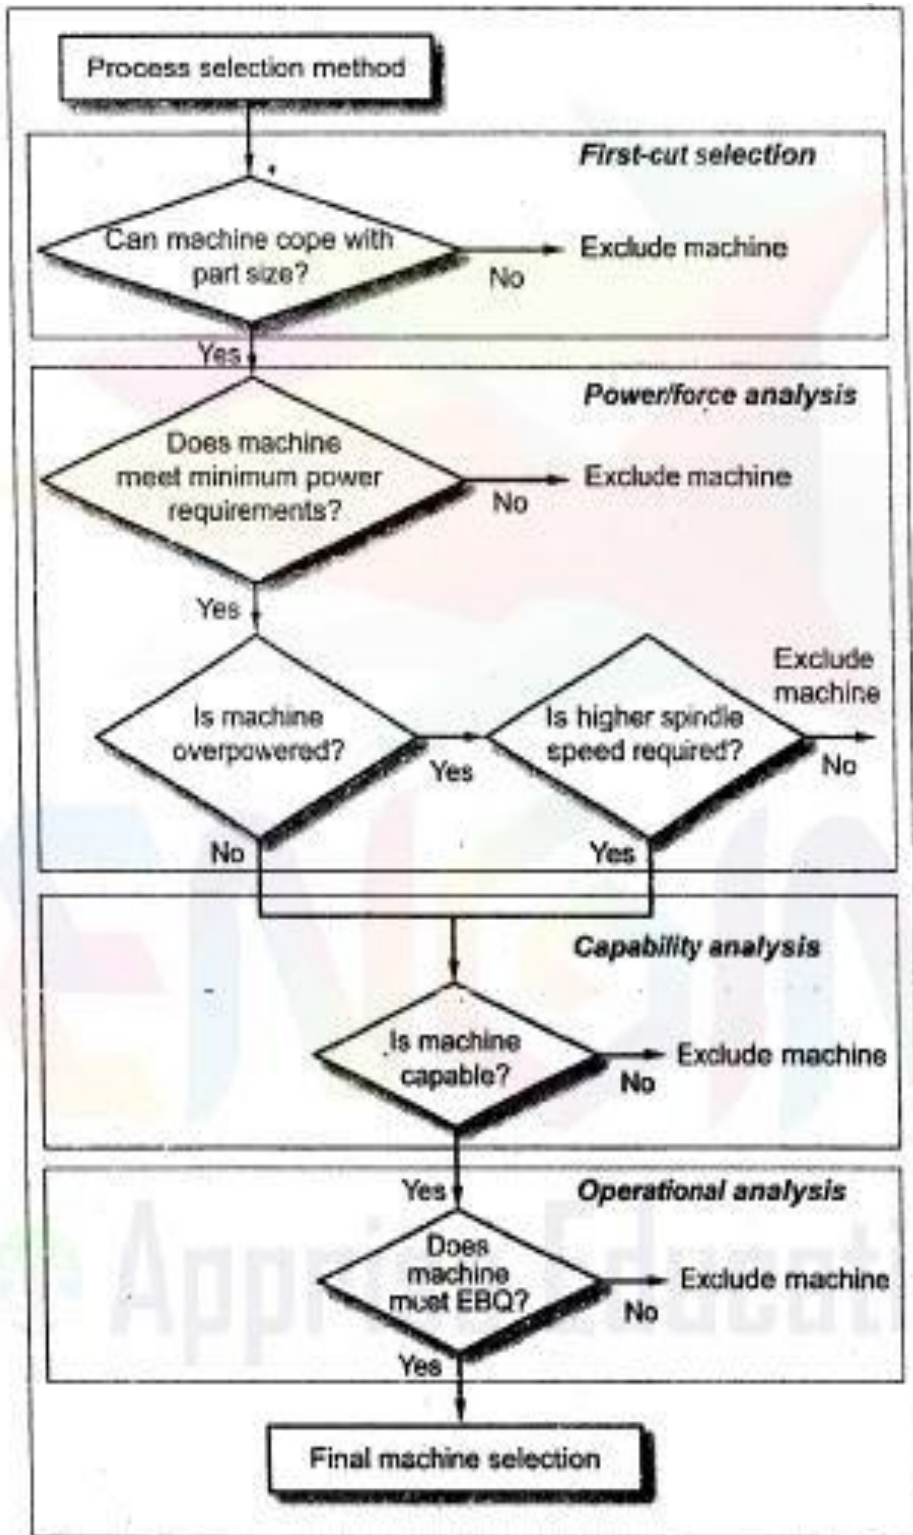 Process selection method
First-cut selection
Can machine cope with
part size?
No
Exclude machine
Yes
Power/force analysis
Does machine
meet minimum power
requirements?
No
Exclude machine
Yes
Is machine
overpowered?
Yes
Is higher spindle
speed required?
Exclude
machine
No
No
Yes
Capability analysis
Is machine
capable?
No
Exclude machine
Yes
Operational analysis
Does
machine
must EBQ?
No
Exclude machine
Yes
Final machine selection